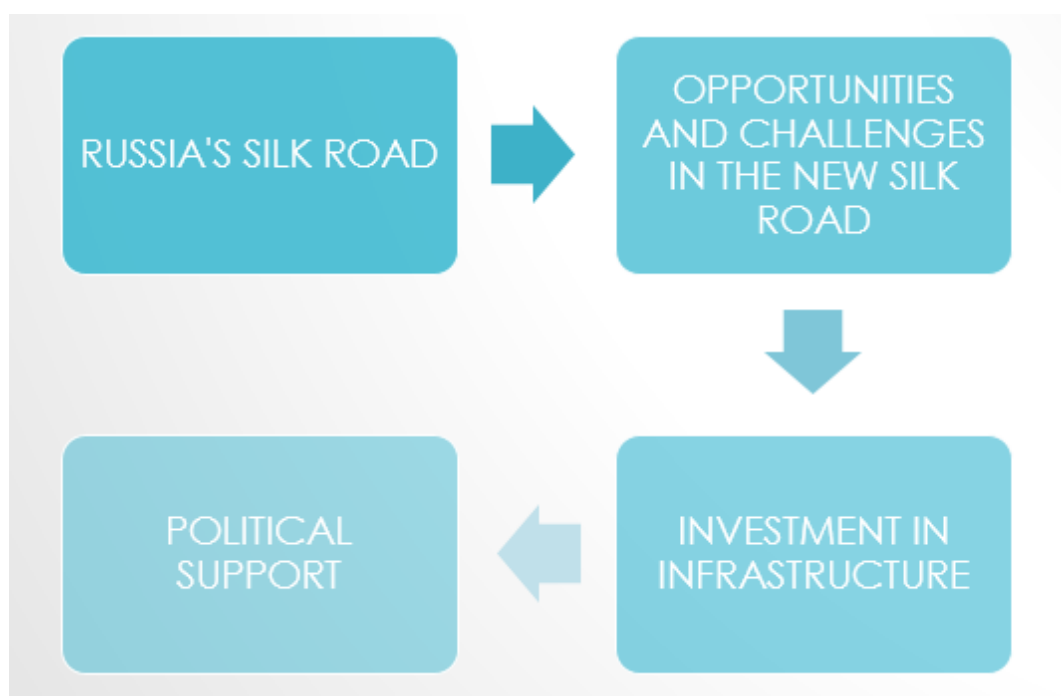 RUSSIA'S SILK ROAD
OPPORTUNITIES
AND CHALLENGES
IN THE NEW SILK
ROAD
INVESTMENT IN
INFRASTRUCTURE
POLITICAL
SUPPORT